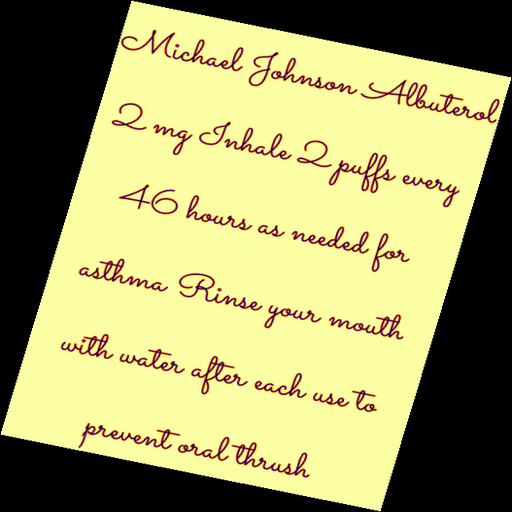 Michael Johnson Albuterol
2 mg Inhale 2 puffs every
46 hours as needed for
asthma Rinse your mouth
with water after each use to
prevent oral thrush